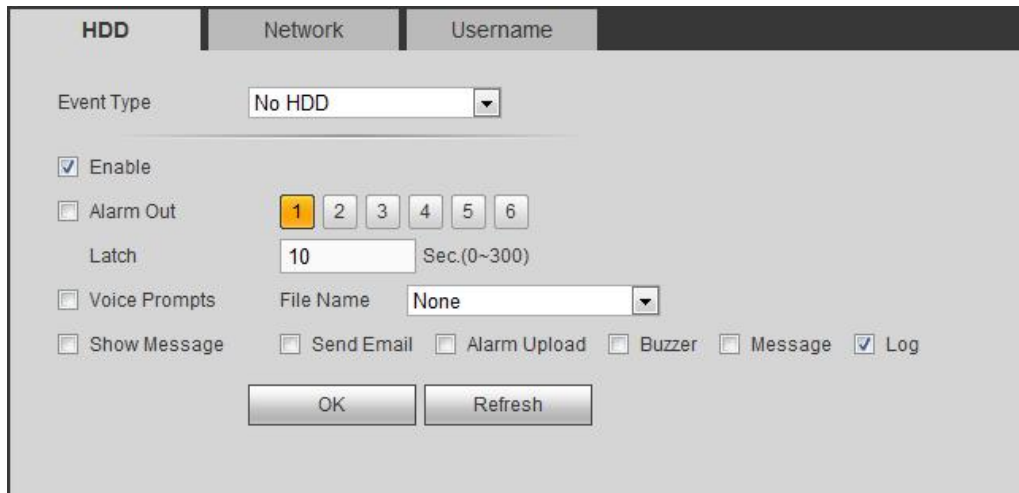 HDD Network Username
Event Type No HDD
Enable
Alarm Out 1 2 3 4 5 6
Latch 10 Sec.(0~300)
Voice Prompts File Name None
Show Message Send Email Alarm Upload Buzzer Message Log
OK Refresh